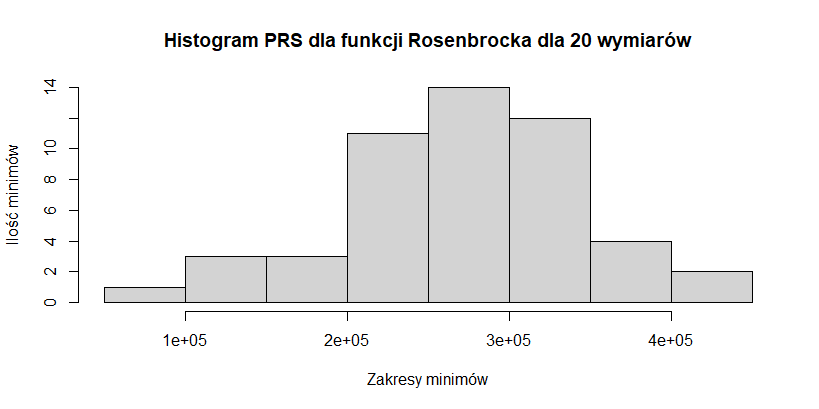 Histogram PRS dla funkcji Rosenbrocka dla 20 wymiarów
Ilość minimów
14
10
8
6
4
2
0
1e+05 2e+05 3e+05 4e+05
Zakresy minimów